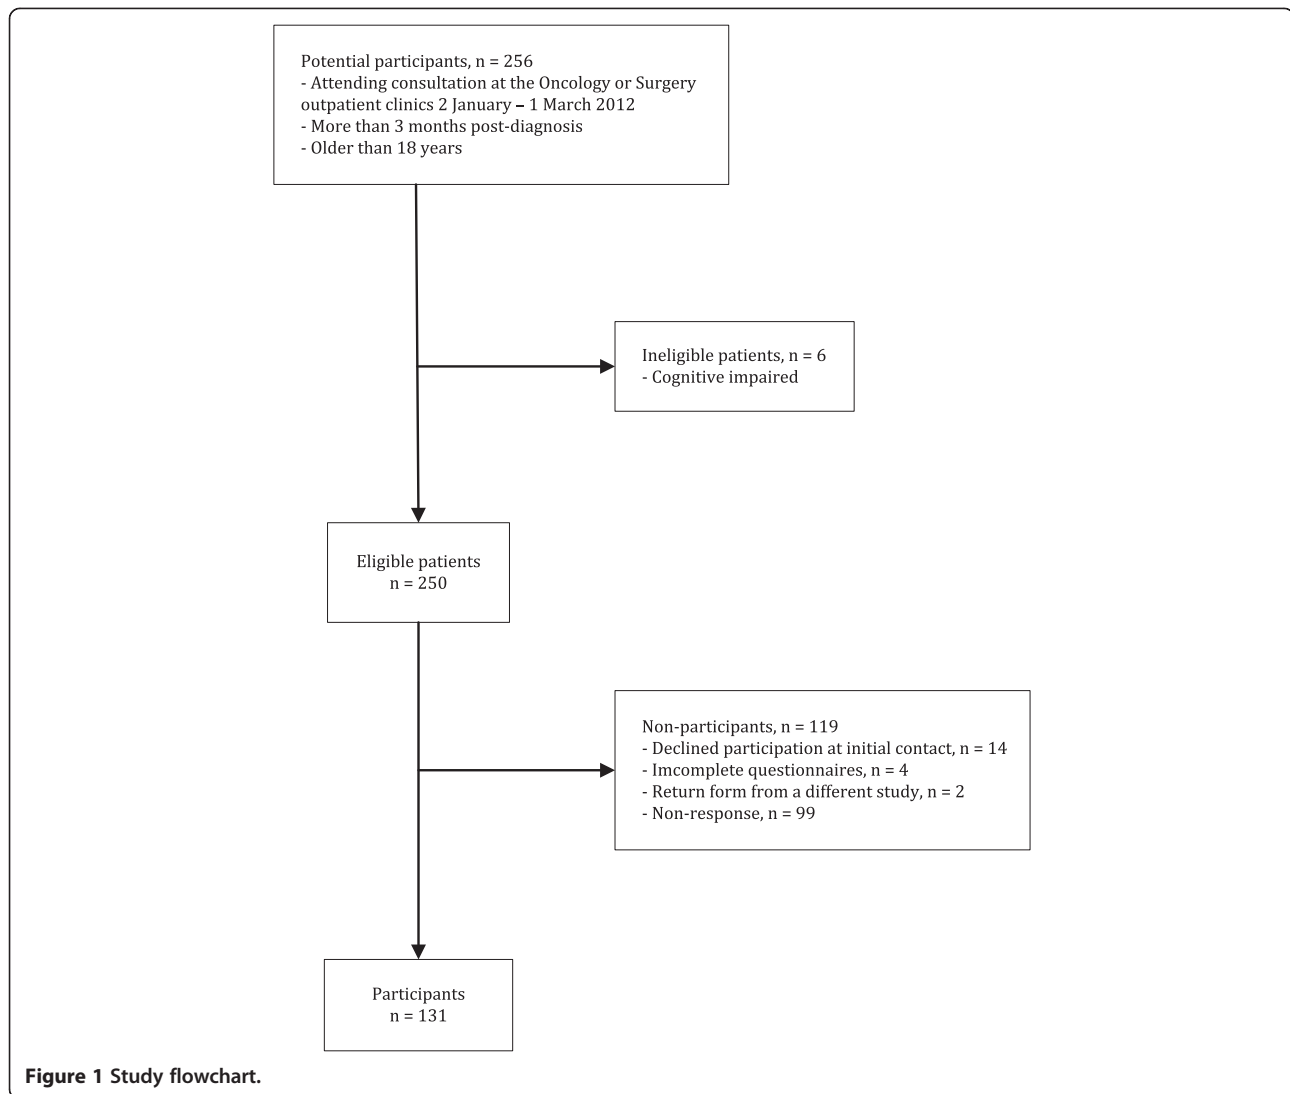 Potential participants, n = 256
- Attending consultation at the Oncology or Surgery
outpatient clinics 2 January – 1 March 2012
- More than 3 months post-diagnosis
- Older than 18 years
Ineligible patients, n = 6
- Cognitive impaired
Eligible patients
n = 250
Non-participants, n = 119
- Declined participation at initial contact, n = 14
- Imcomplete questionnaires, n = 4
- Return form from a different study, n = 2
- Non-response, n = 99
Participants
n = 131
Figure 1 Study flowchart.